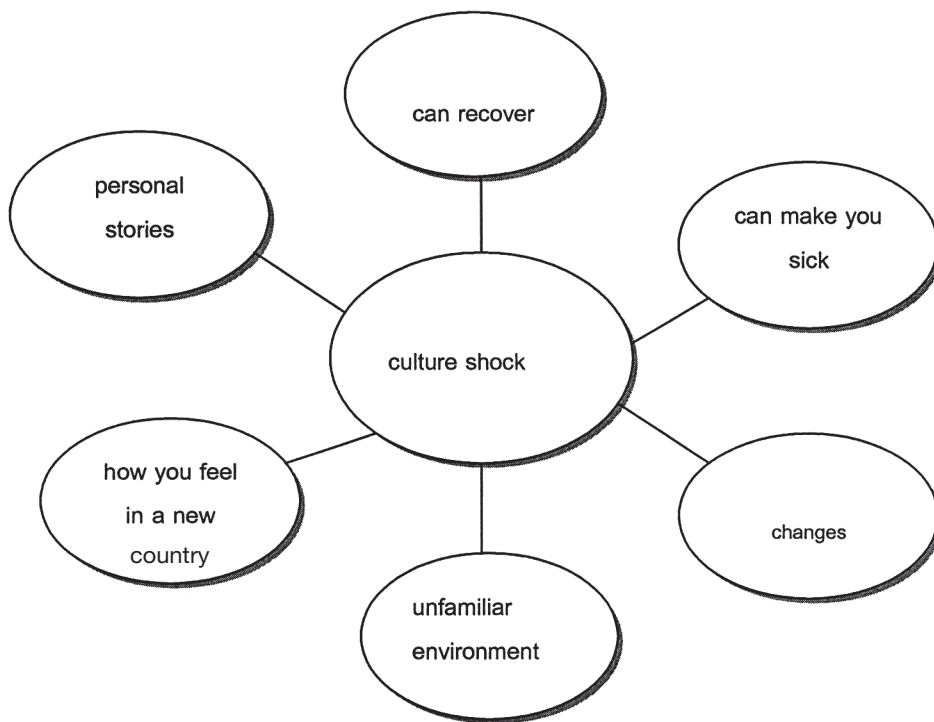 can recover
personal
stories
can make you
sick
culture shock
how you feel
in a new
country
changes
unfamiliar
environment